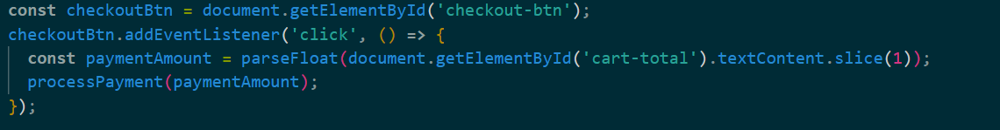 const checkoutBtn = document.getElementById('checkout-btn');
checkoutBtn.addEventListener('click', () => {
  const paymentAmount = parseFloat(document.getElementById('cart-total').textContent.slice(1));
  processPayment(paymentAmount);
});